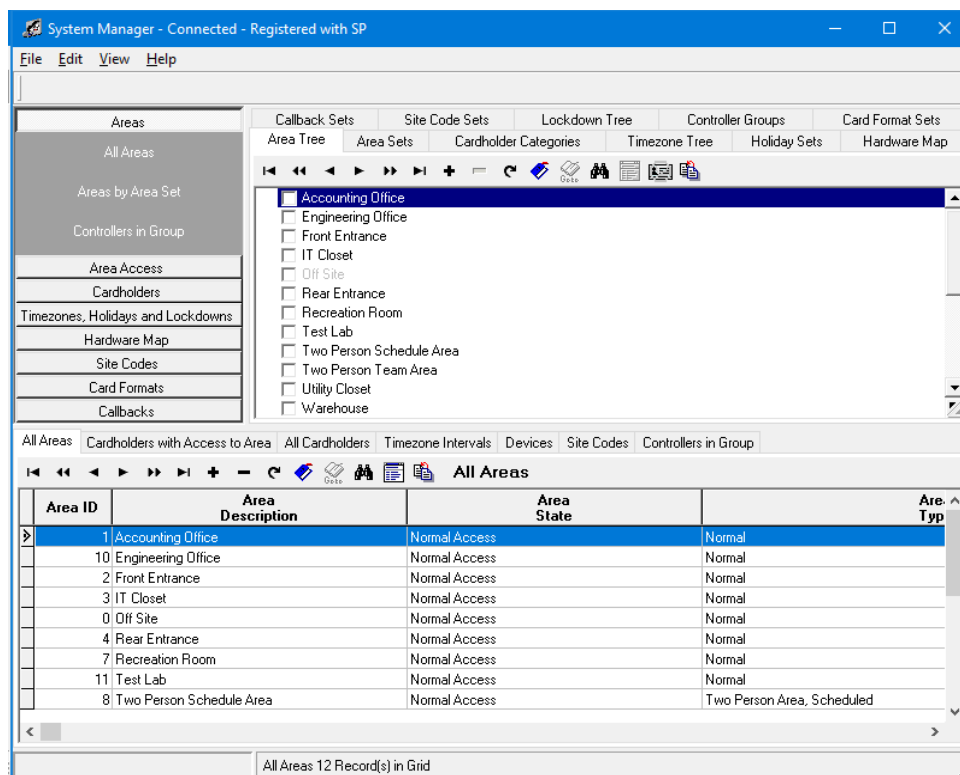 System Manager - Connected - Registered with SP
File Edit View Help
Areas
All Areas
Areas by Area Set
Controllers in Group
Area Access
Cardholders
Timezones, Holidays and Lockdowns
Hardware Map
Site Codes
Card Formats
Callbacks
Callback Sets Site Code Sets Lockdown Tree Controller Groups Card Format Sets
Area Tree Area Sets Cardholder Categories Timezone Tree Holiday Sets Hardware Map
Goto
Accounting Office
Engineering Office
Front Entrance
IT Closet
Off Site
Rear Entrance
Recreation Room
Test Lab
Two Person Schedule Area
Two Person Team Area
Utility Closet
Warehouse
All Areas Cardholders with Access to Area All Cardholders Timezone Intervals Devices Site Codes Controllers in Group
Goto All Areas
Area ID Area Description Area State Are Typ
1 Accounting Office Normal Access Normal
10 Engineering Office Normal Access Normal
2 Front Entrance Normal Access Normal
3 IT Closet Normal Access Normal
0 Off Site Normal Access Normal
4 Rear Entrance Normal Access Normal
7 Recreation Room Normal Access Normal
11 Test Lab Normal Access Normal
8 Two Person Schedule Area Normal Access Two Person Area, Scheduled
All Areas 12 Record(s) in Grid